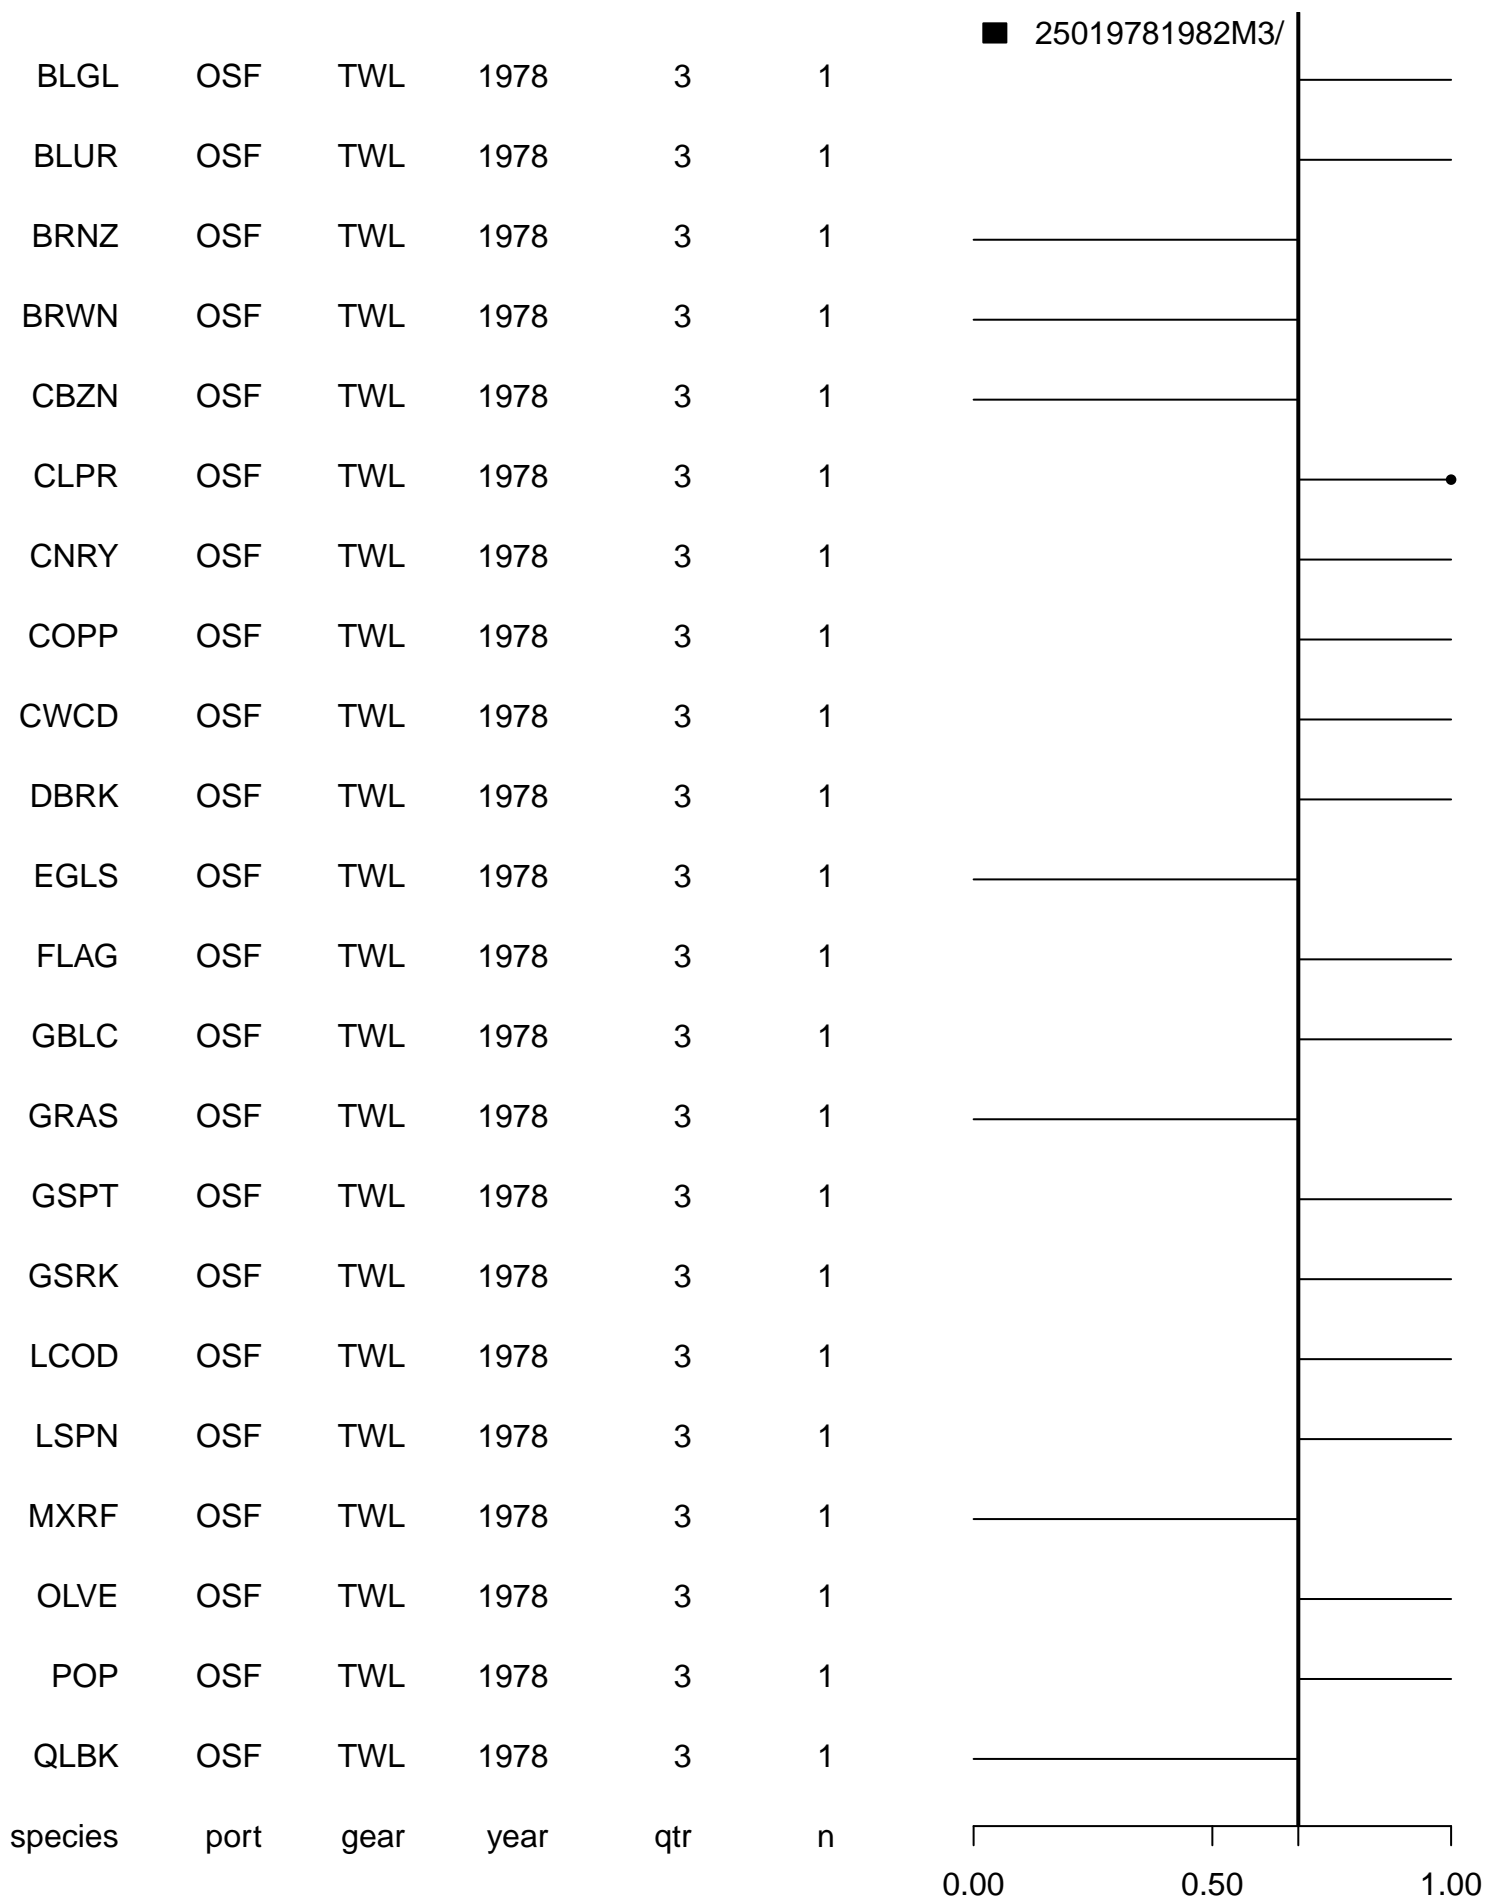 25019781982M3/
BLGL OSF TWL 1978 3 1
BLUR OSF TWL 1978 3 1
BRNZ OSF TWL 1978 3 1
BRWN OSF TWL 1978 3 1
CBZN OSF TWL 1978 3 1
CLPR OSF TWL 1978 3 1
CNRY OSF TWL 1978 3 1
COPP OSF TWL 1978 3 1
CWCD OSF TWL 1978 3 1
DBRK OSF TWL 1978 3 1
EGLS OSF TWL 1978 3 1
FLAG OSF TWL 1978 3 1
GBLC OSF TWL 1978 3 1
GRAS OSF TWL 1978 3 1
GSPT OSF TWL 1978 3 1
GSRK OSF TWL 1978 3 1
LCOD OSF TWL 1978 3 1
LSPN OSF TWL 1978 3 1
MXRF OSF TWL 1978 3 1
OLVE OSF TWL 1978 3 1
POP OSF TWL 1978 3 1
QLBK OSF TWL 1978 3 1
species port gear year qtr n
0.00 0.50 1.00